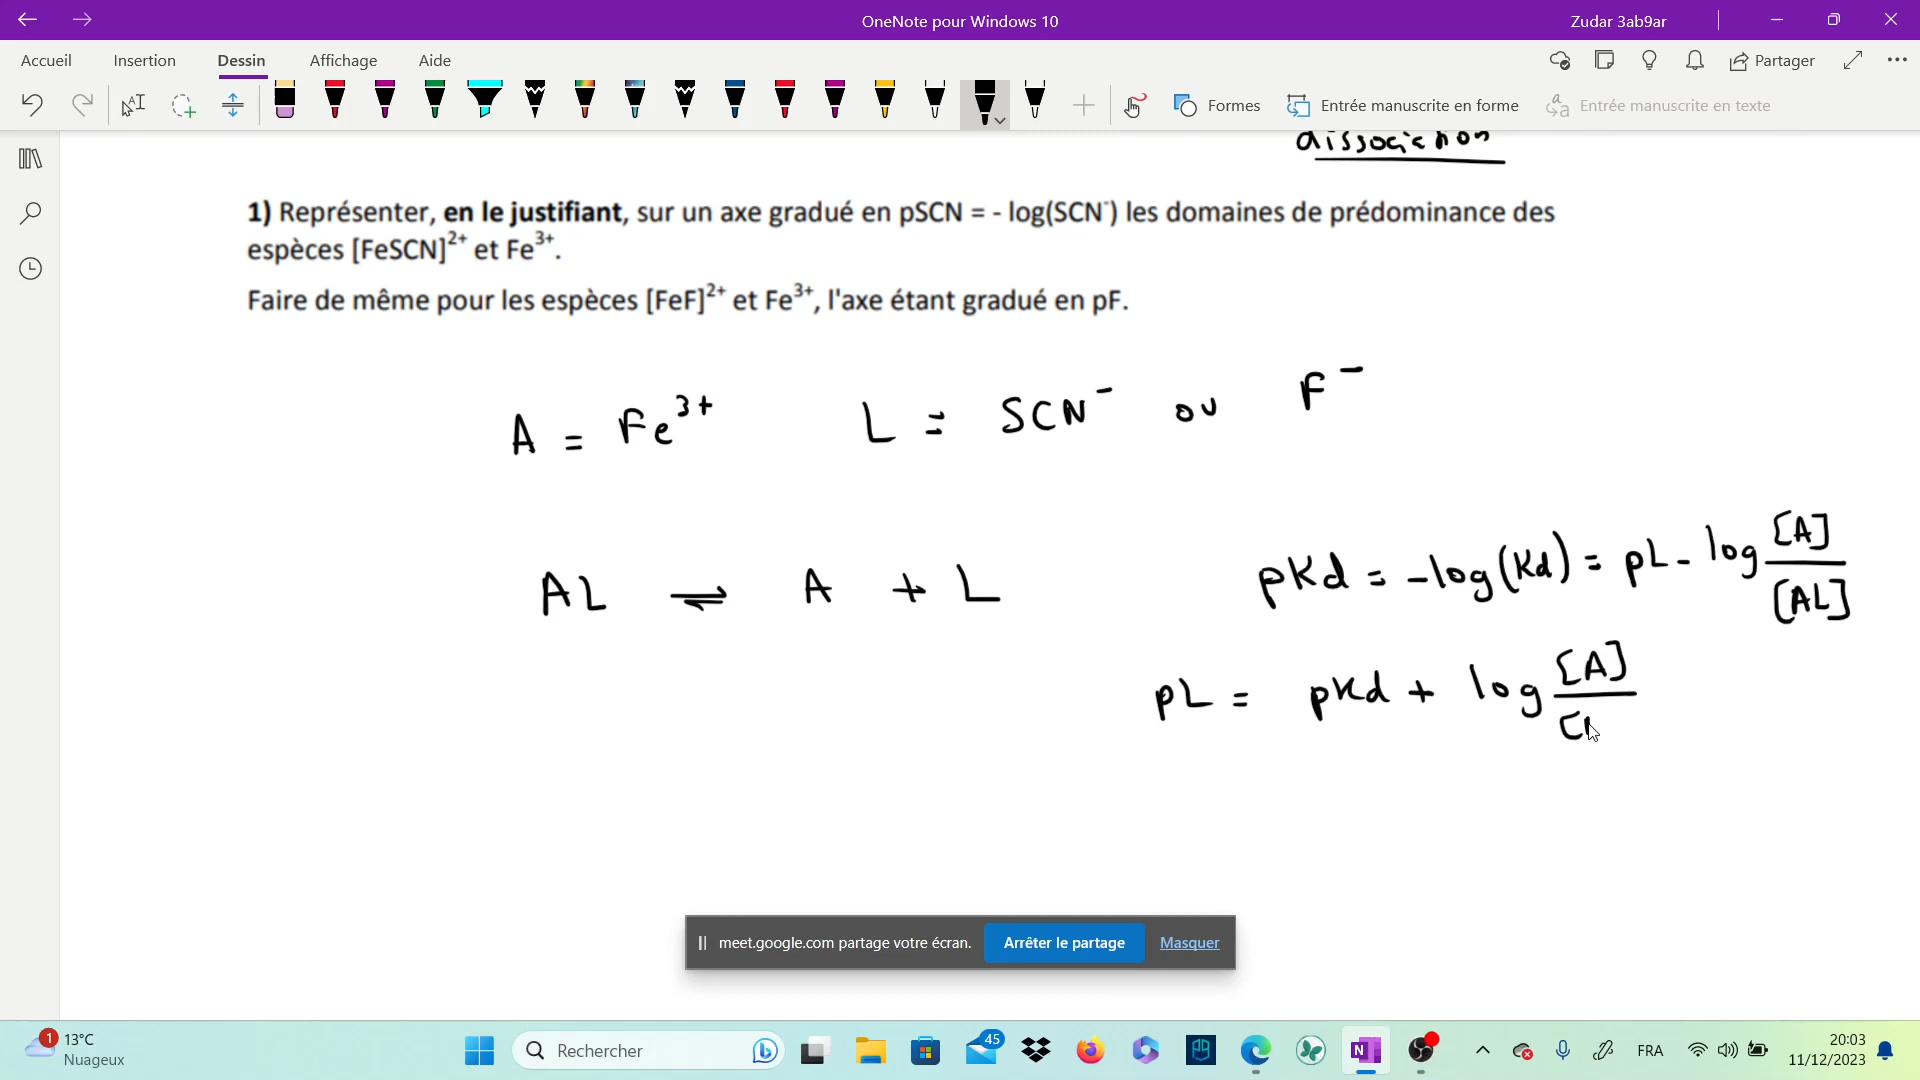 OneNote pour Windows 10
Zudar 3ab9ar
Accueil Insertion Dessin Affichage Aide
Partager
Formes Entrée manuscrite en forme Entrée manuscrite en texte
dissociation
1) Représenter, en le justifiant, sur un axe gradué en pSCN = - log(SCN⁻) les domaines de prédominance des
espèces [FeSCN]²⁺ et Fe³⁺.
Faire de même pour les espèces [FeF]²⁺ et Fe³⁺, l'axe étant gradué en pF.
A = Fe³⁺ L = SCN⁻ ou F⁻
AL ⇌ A + L pKd = -log(Kd) = pL - log [A]/[AL]
pL = pKd + log [A]/[
meet.google.com partage votre écran. Arrêter le partage Masquer
1 13°C
Nuageux
Rechercher
45
FRA
20:03
11/12/2023